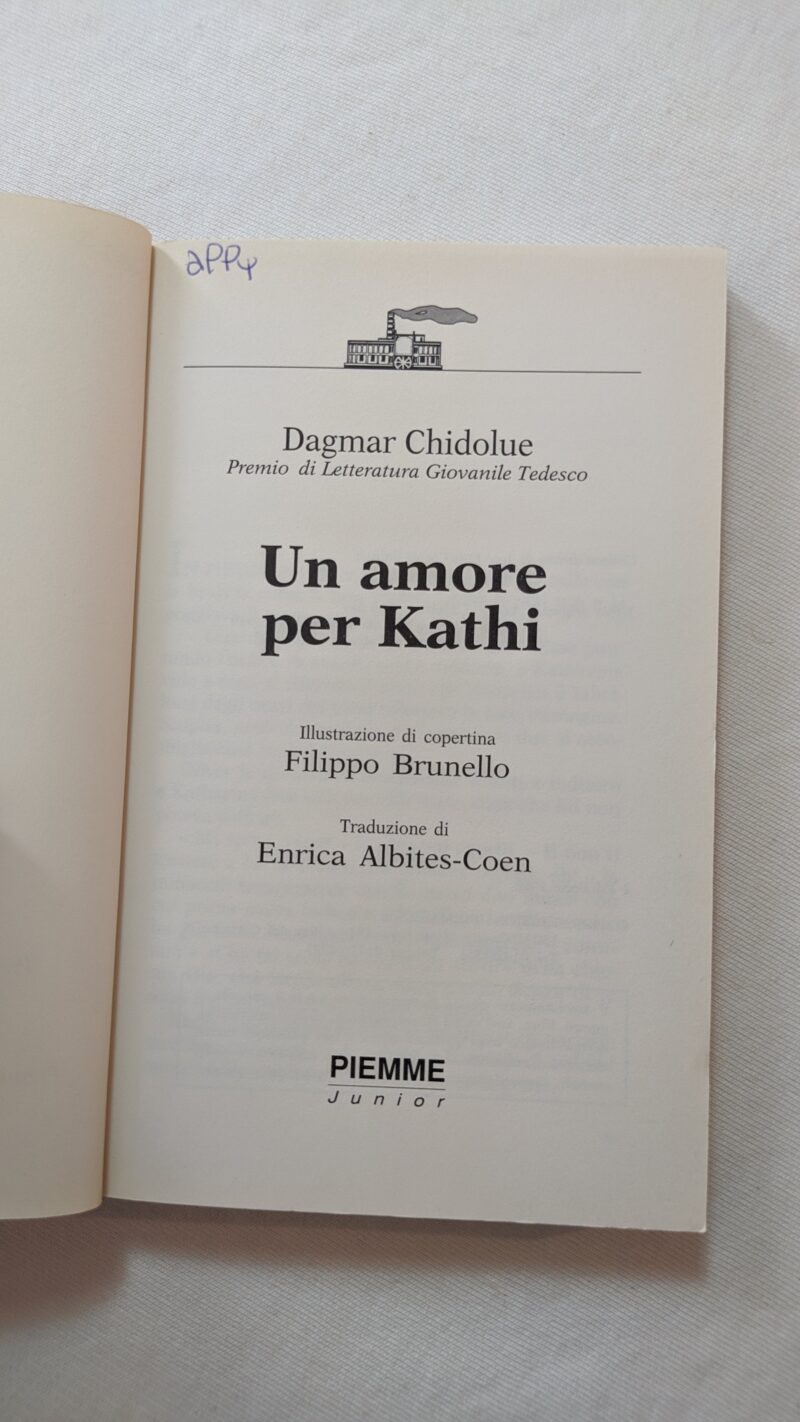 appy
Dagmar Chidolue
Premio di Letteratura Giovanile Tedesco
Un amore
per Kathi
Illustrazione di copertina
Filippo Brunello
Traduzione di
Enrica Albites-Coen
PIEMME
Junior